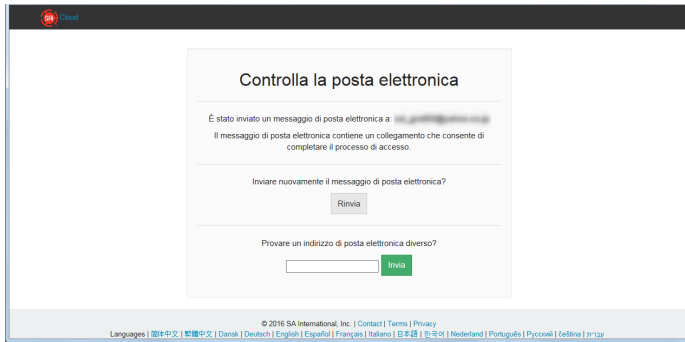 SAi Cloud
Controlla la posta elettronica
È stato inviato un messaggio di posta elettronica a:
Il messaggio di posta elettronica contiene un collegamento che consente di
completare il processo di accesso.
Inviare nuovamente il messaggio di posta elettronica?
Rinvia
Provare un indirizzo di posta elettronica diverso?
Invia
© 2016 SA International, Inc. | Contact | Terms | Privacy
Languages | 简体中文 | 繁體中文 | Dansk | Deutsch | English | Español | Français | Italiano | 日本語 | 한국어 | Nederland | Português | Русский | čeština | עברית